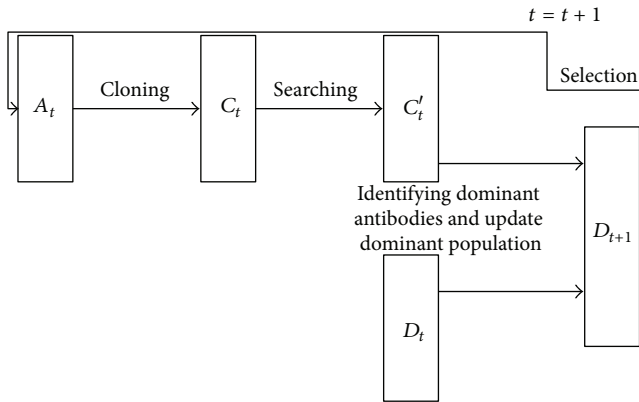 t = t + 1
Selection
A_t
Cloning
C_t
Searching
C'_t
Identifying dominant
antibodies and update
dominant population
D_{t+1}
D_t